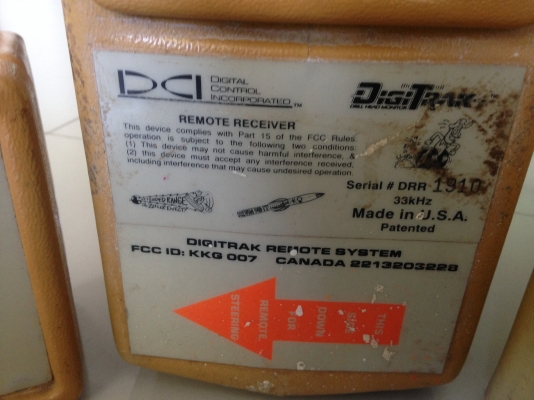 DCI DIGITAL
CONTROL
INCORPORATED
DIGITRAK
REMOTE RECEIVER
This device complies with Part 15 of the FCC Rules
operation is subject to the following two conditions
(1) This device may not cause harmful interference, &
(2) this device must accept any interference received,
including interference that may cause undesired operation.
Serial # DRR 1910
33kHz
Made in U.S.A.
Patented
DIGITRAK REMOTE SYSTEM
FCC ID: KKG 007 CANADA 2213203228
THIS
SIDE
DOWN
FOR
REMOTE
STEERING